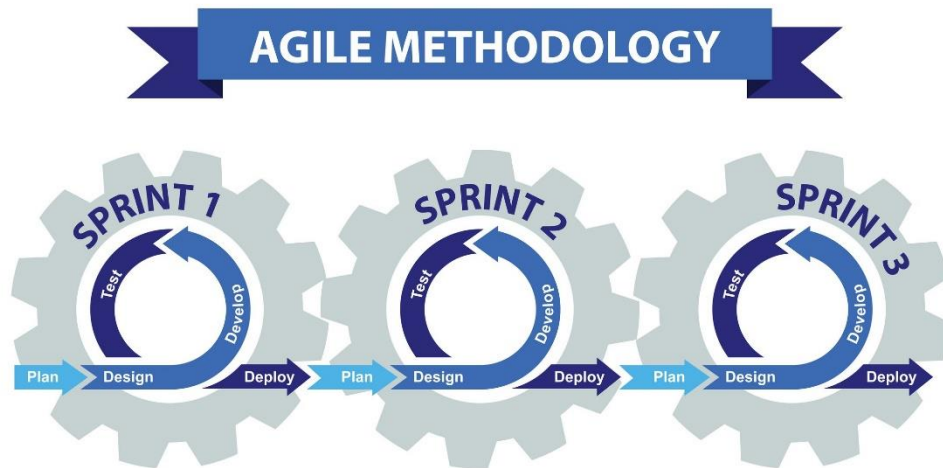 AGILE METHODOLOGY
SPRINT 1
Test
Develop
Plan
Design
Deploy
SPRINT 2
Test
Develop
Plan
Design
Deploy
SPRINT 3
Test
Develop
Plan
Design
Deploy